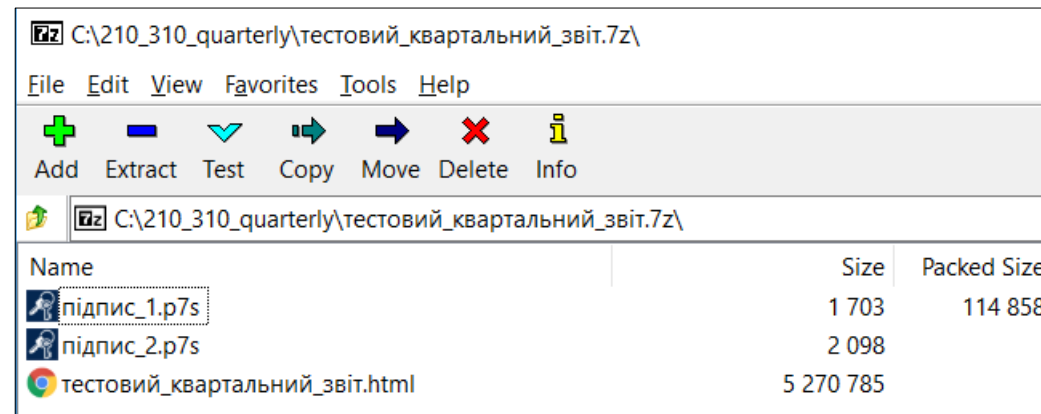 C:\210_310_quarterly\тестовий_квартальний_звіт.7z\
File Edit View Favorites Tools Help
Add Extract Test Copy Move Delete Info
C:\210_310_quarterly\тестовий_квартальний_звіт.7z\
Name Size Packed Size
підпис_1.p7s 1 703 114 858
підпис_2.p7s 2 098
тестовий_квартальний_звіт.html 5 270 785